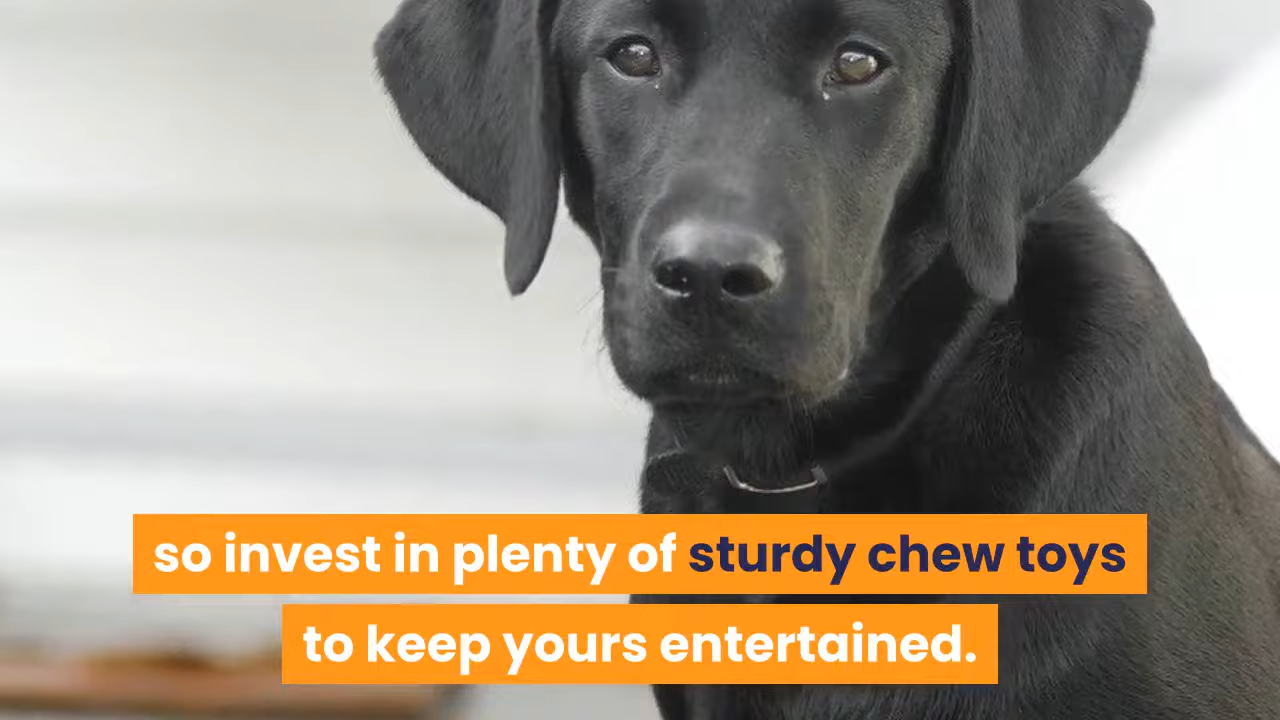 so invest in plenty of sturdy chew toys
to keep yours entertained.